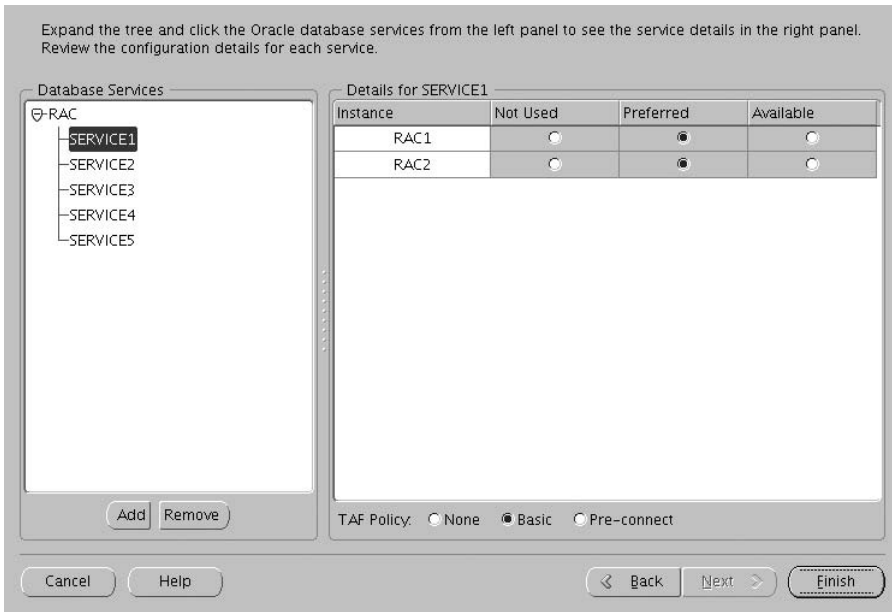 Expand the tree and click the Oracle database services from the left panel to see the service details in the right panel.
Review the configuration details for each service.
Database Services
RAC
SERVICE1
SERVICE2
SERVICE3
SERVICE4
SERVICE5
Add Remove
Details for SERVICE1
Instance Not Used Preferred Available
RAC1
RAC2
TAF Policy: None Basic Pre-connect
Cancel Help Back Next Finish